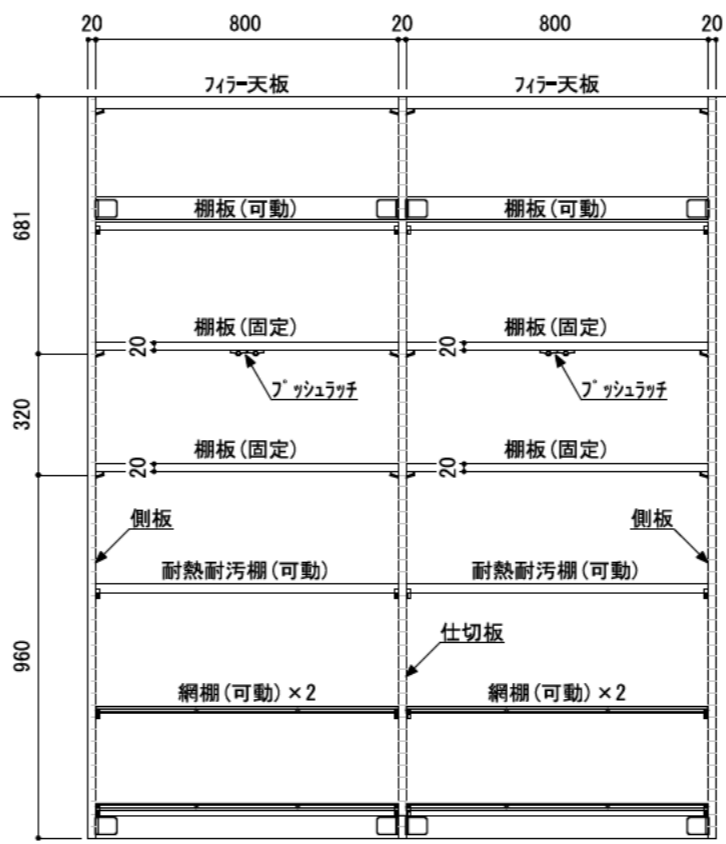 20 800 20 800 20
フィラー天板 フィラー天板
棚板(可動) 棚板(可動)
681
棚板(固定) 棚板(固定)
20 20
プッシュラッチ プッシュラッチ
320
棚板(固定) 棚板(固定)
20 20
側板 側板
耐熱耐汚棚(可動) 耐熱耐汚棚(可動)
仕切板
960
網棚(可動)×2 網棚(可動)×2